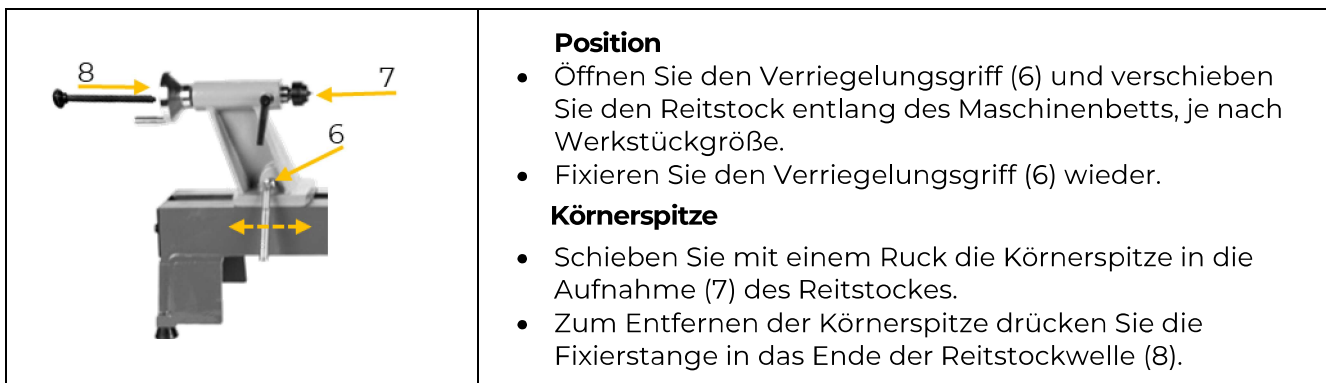 8
7
6
Position
• Öffnen Sie den Verriegelungsgriff (6) und verschieben
Sie den Reitstock entlang des Maschinenbetts, je nach
Werkstückgröße.
• Fixieren Sie den Verriegelungsgriff (6) wieder.
Körnerspitze
• Schieben Sie mit einem Ruck die Körnerspitze in die
Aufnahme (7) des Reitstockes.
• Zum Entfernen der Körnerspitze drücken Sie die
Fixierstange in das Ende der Reitstockwelle (8).